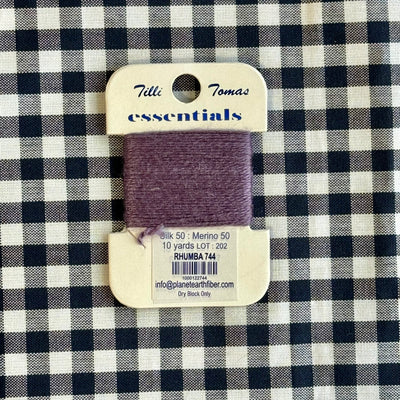 Tilli Tomas
essentials
Silk 50 : Merino 50
10 yards LOT : 202
RHUMBA 744
1000122744
info@planetearthfiber.com
Dry Block Only